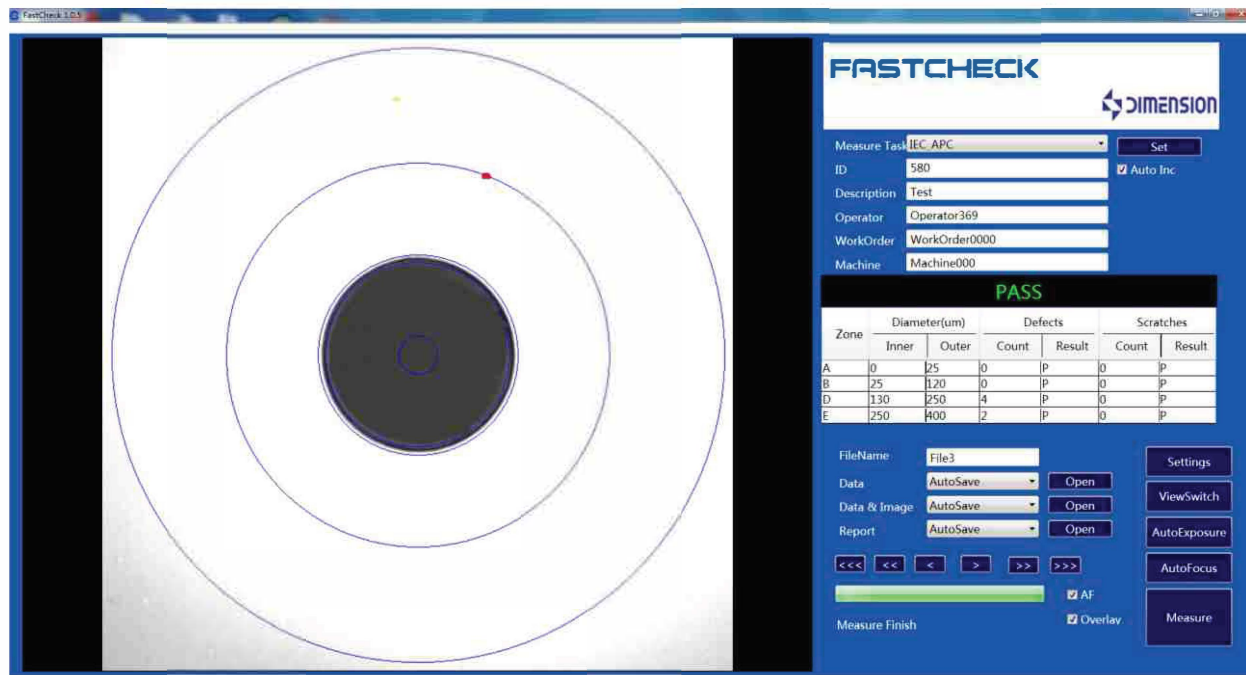 FastCheck 1.0.5
FASTCHECK
DIMENSION
Measure Task IEC_APC Set
ID 580 Auto Inc
Description Test
Operator Operator369
WorkOrder WorkOrder0000
Machine Machine000
PASS
Zone Diameter(um) Defects Scratches
Inner Outer Count Result Count Result
A 0 25 0 P 0 P
B 25 120 0 P 0 P
D 130 250 4 P 0 P
E 250 400 2 P 0 P
FileName File3 Settings
Data AutoSave Open
ViewSwitch
Data & Image AutoSave Open
Report AutoSave Open AutoExposure
<<< << < > >> >>> AutoFocus
AF
Measure Finish Overlay Measure